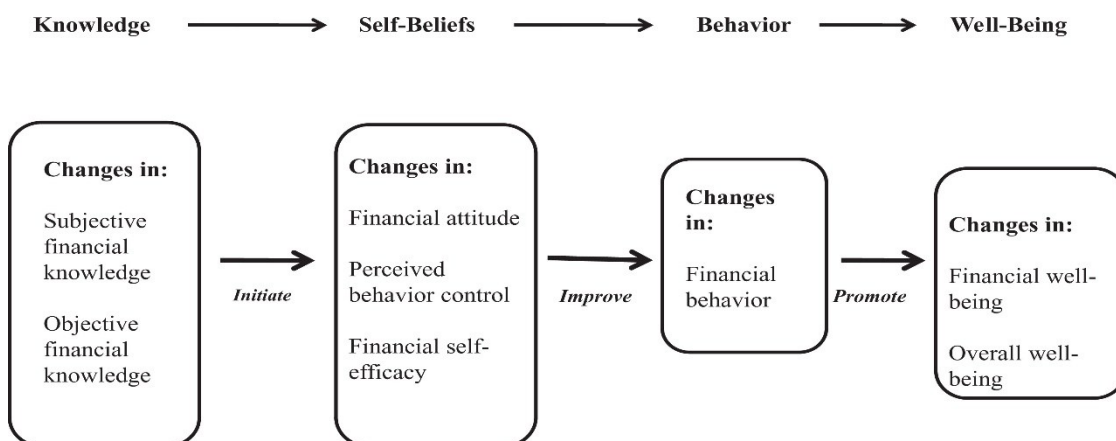 Knowledge
Self-Beliefs
Behavior
Well-Being
Changes in:
Subjective
financial
knowledge
Objective
financial
knowledge
Initiate
Changes in:
Financial attitude
Perceived
behavior control
Financial self-
efficacy
Improve
Changes
in:
Financial
behavior
Promote
Changes in:
Financial well-
being
Overall well-
being